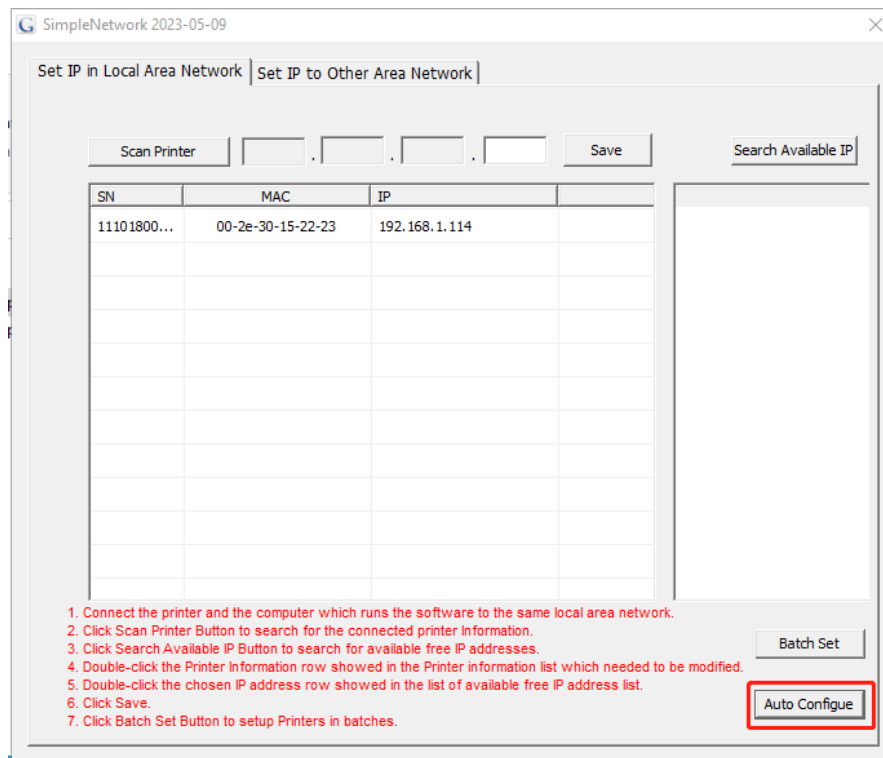 SimpleNetwork 2023-05-09
Set IP in Local Area Network
Set IP to Other Area Network
Scan Printer
. . .
Save
Search Available IP
SN MAC IP
11101800... 00-2e-30-15-22-23 192.168.1.114
1. Connect the printer and the computer which runs the software to the same local area network.
2. Click Scan Printer Button to search for the connected printer Information.
3. Click Search Available IP Button to search for available free IP addresses.
4. Double-click the Printer Information row showed in the Printer information list which needed to be modified.
5. Double-click the chosen IP address row showed in the list of available free IP address list.
6. Click Save.
7. Click Batch Set Button to setup Printers in batches.
Batch Set
Auto Configue